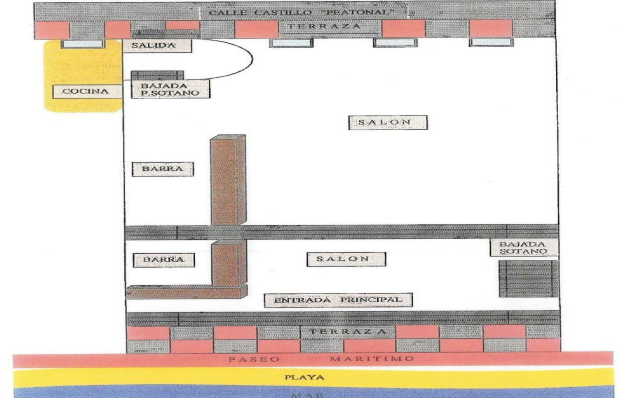 CALLE CASTILLO "PEATONAL"
TERRAZA
SALIDA
COCINA
BAJADA
P.SOTANO
SALON
BARRA
BARRA
SALON
BAJADA
SOTANO
ENTRADA PRINCIPAL
TERRAZA
PASEO MARITIMO
PLAYA
MAR